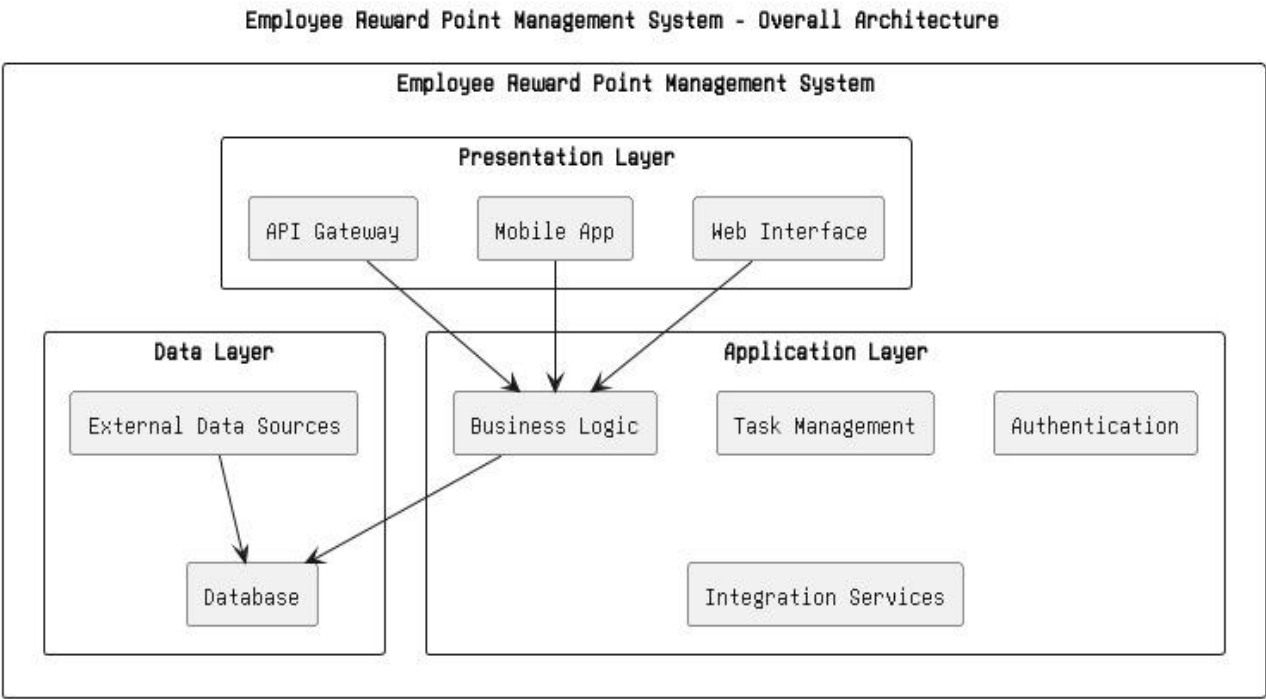 Employee Reward Point Management System - Overall Architecture
Employee Reward Point Management System
Presentation Layer
API Gateway
Mobile App
Web Interface
Data Layer
Application Layer
External Data Sources
Business Logic
Task Management
Authentication
Database
Integration Services